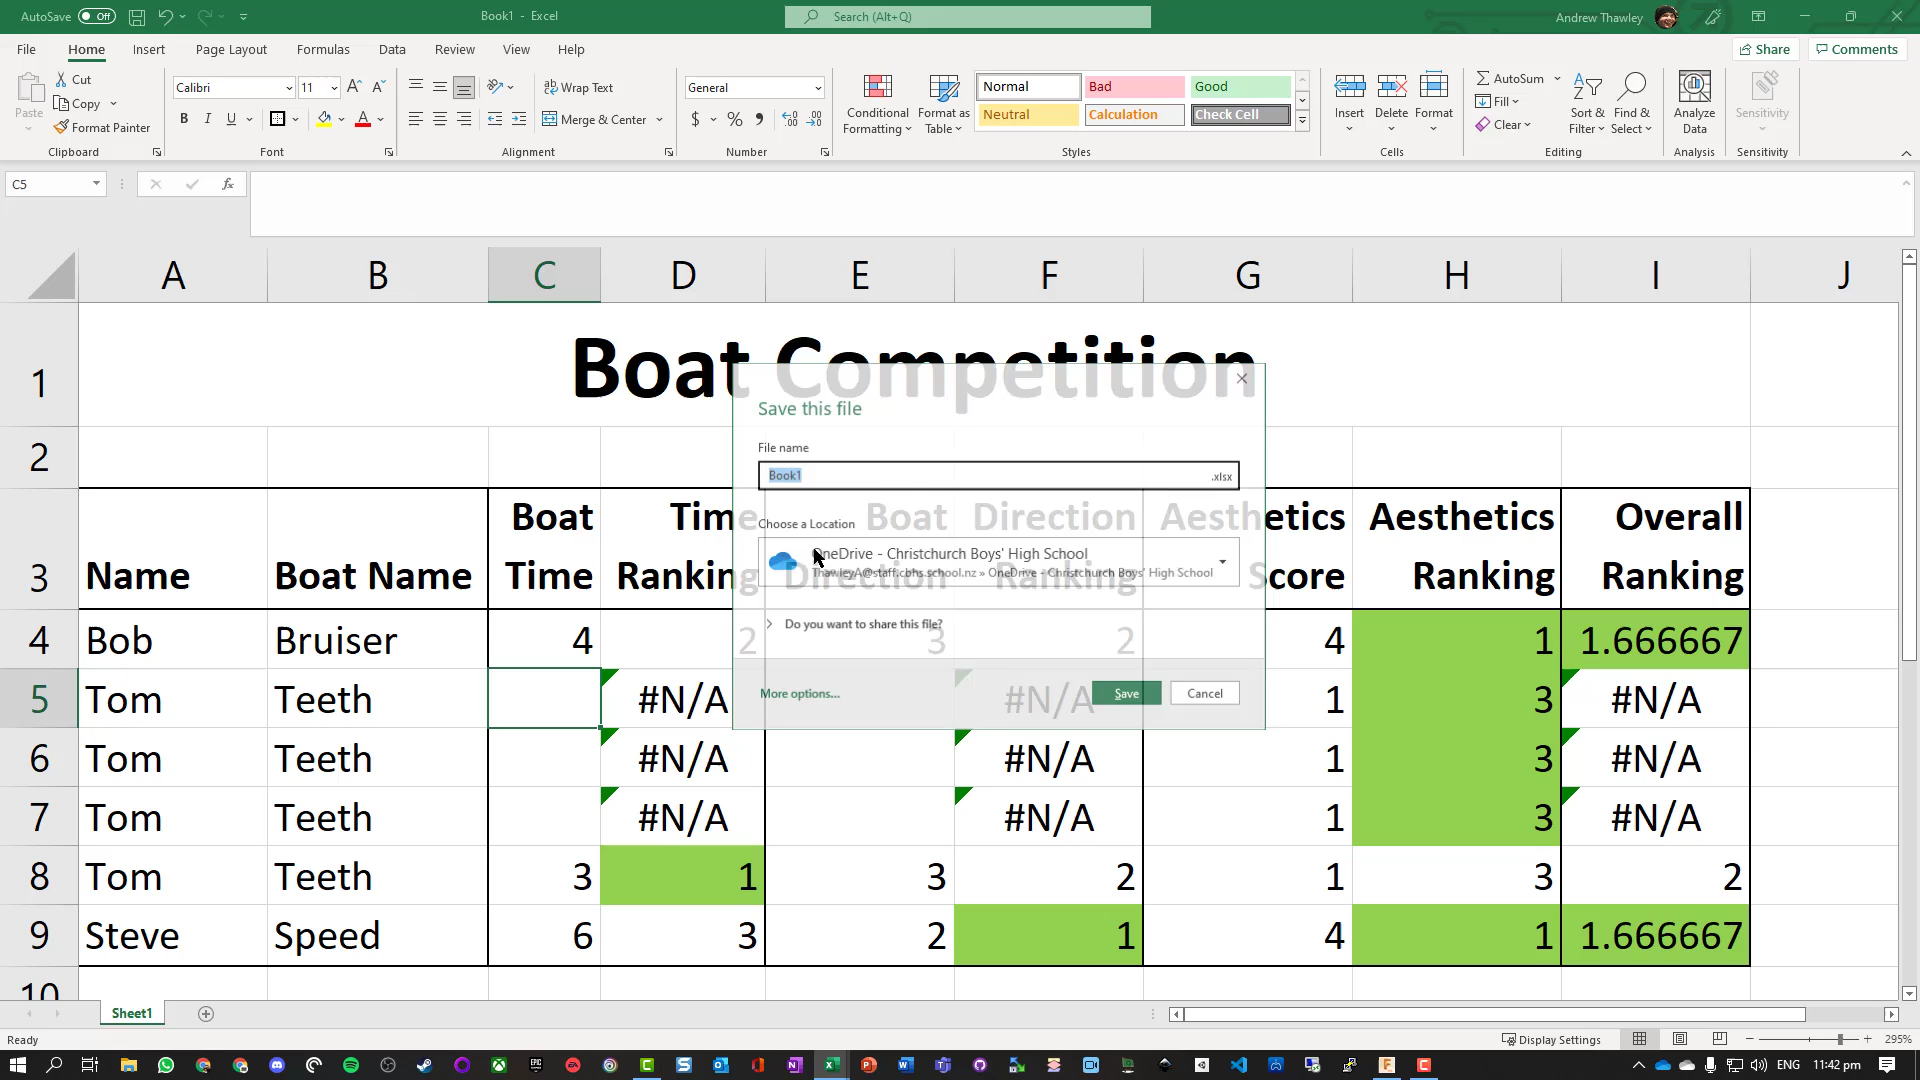 AutoSave Off Book1 - Excel Search (Alt+Q) Andrew Thawley
File Home Insert Page Layout Formulas Data Review View Help Share Comments
Paste Cut Copy Format Painter
Clipboard
Calibri 11
B I U
Font
Wrap Text
Merge & Center
Alignment
General
$ % 9
Number
Conditional Formatting
Format as Table
Normal Bad Good
Neutral Calculation Check Cell
Styles
Insert Delete Format
Cells
AutoSum
Fill
Clear
Sort & Filter
Find & Select
Editing
Analyze Data
Analysis
Sensitivity
Sensitivity
C5 fx
A B C D E F G H I J
1 Boat Competition
2
3 Name Boat Name Boat Time Time Ranking Boat Direction Direction Ranking Aesthetics Score Aesthetics Ranking Overall Ranking
4 Bob Bruiser 4 2 3 2 4 1 1.666667
5 Tom Teeth #N/A #N/A 1 3 #N/A
6 Tom Teeth #N/A #N/A 1 3 #N/A
7 Tom Teeth #N/A #N/A 1 3 #N/A
8 Tom Teeth 3 1 3 2 1 3 2
9 Steve Speed 6 3 2 1 4 1 1.666667
10
Save this file
File name
Book1 .xlsx
Choose a Location
OneDrive - Christchurch Boys' High School
ThawleyA@staff.cbhs.school.nz » OneDrive - Christchurch Boys' High School
Do you want to share this file?
More options... Save Cancel
Sheet1
Ready Display Settings 295%
ENG 11:42 pm